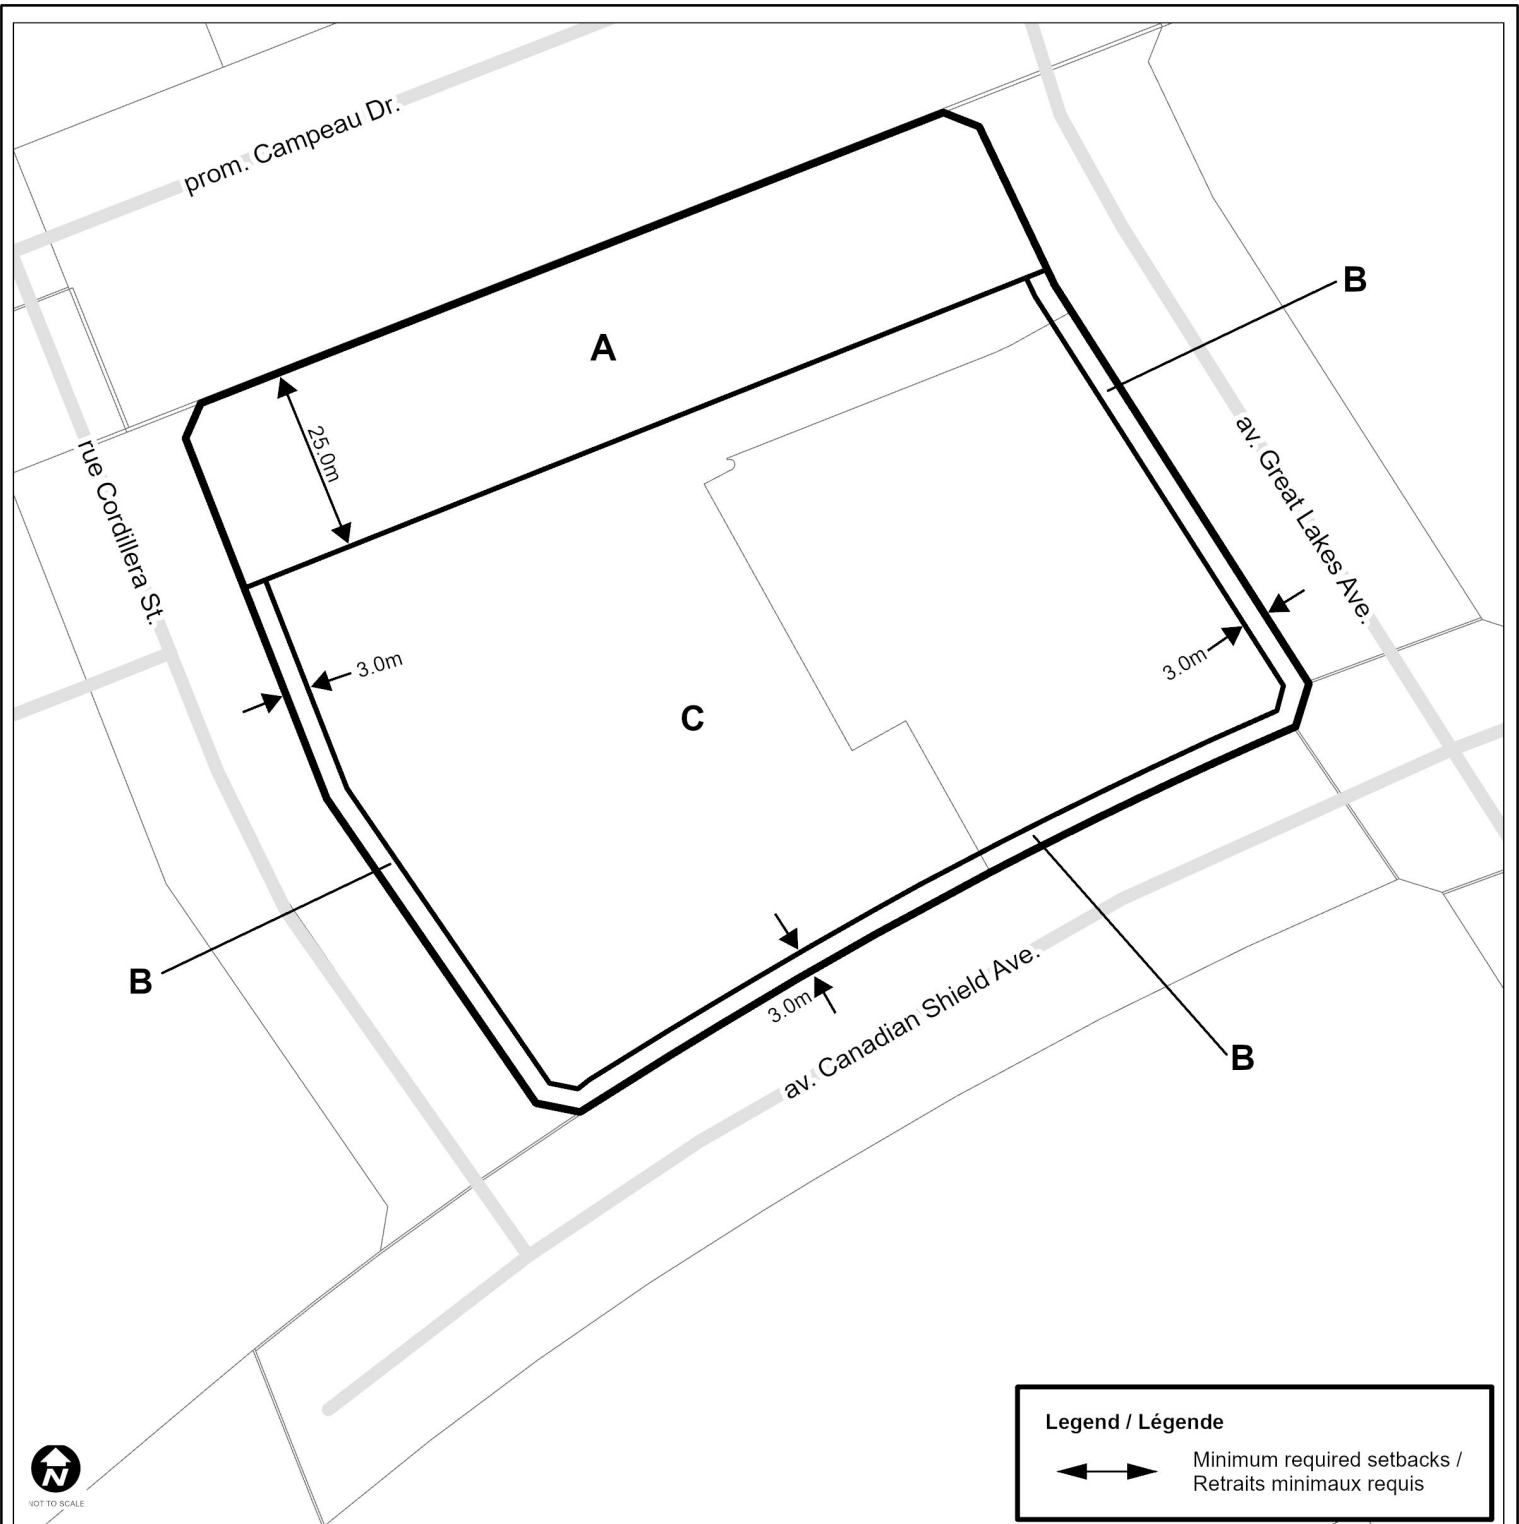 prom. Campeau Dr.
B
A
25.0m
rue Cordillera St.
av. Great Lakes Ave.
3.0m
3.0m
C
B
3.0m
av. Canadian Shield Ave.
B
Legend / Légende
Minimum required setbacks /
Retraits minimaux requis
N
NOT TO SCALE